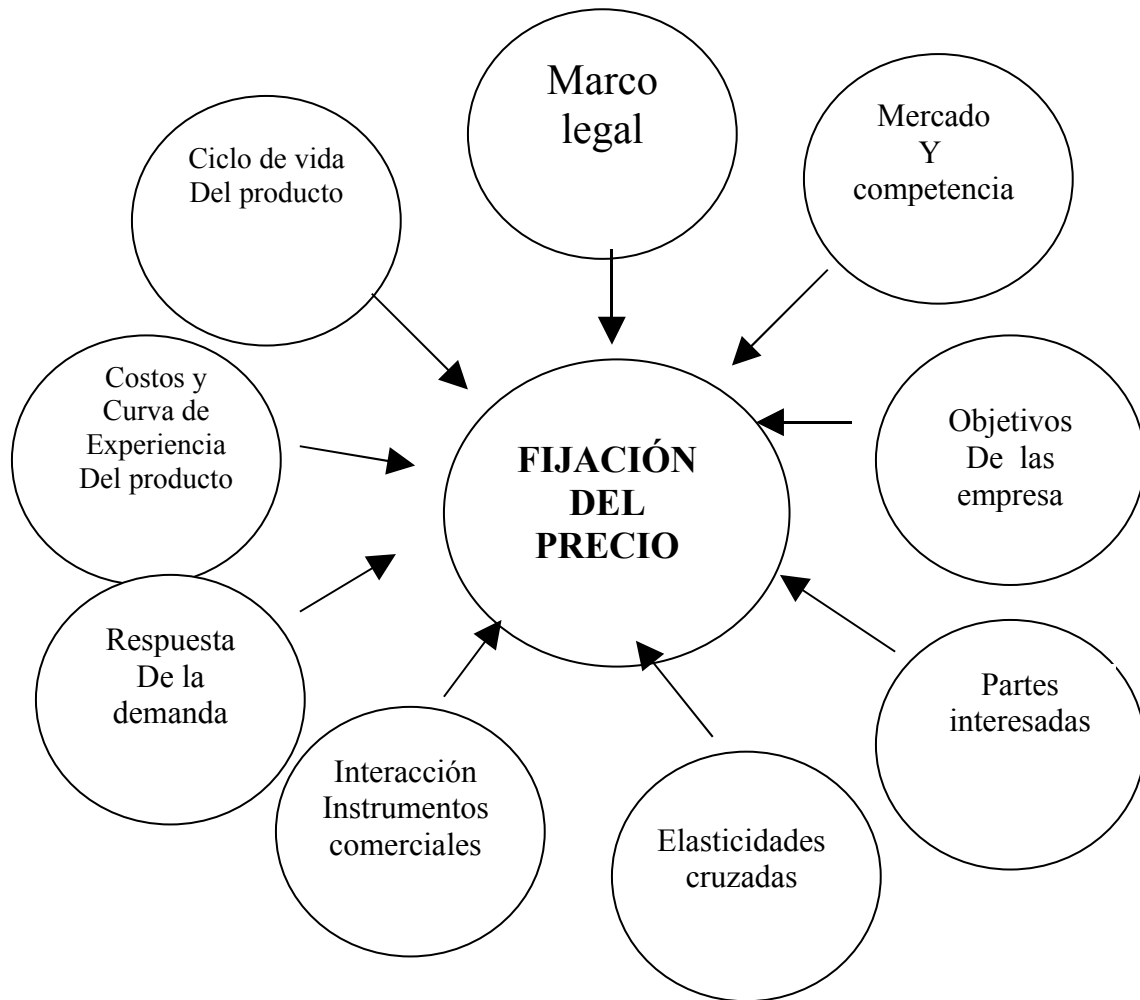 Marco
legal
Mercado
Y
competencia
Ciclo de vida
Del producto
Costos y
Curva de
Experiencia
Del producto
FIJACIÓN
DEL
PRECIO
Objetivos
De las
empresa
Respuesta
De la
demanda
Partes
interesadas
Interacción
Instrumentos
comerciales
Elasticidades
cruzadas